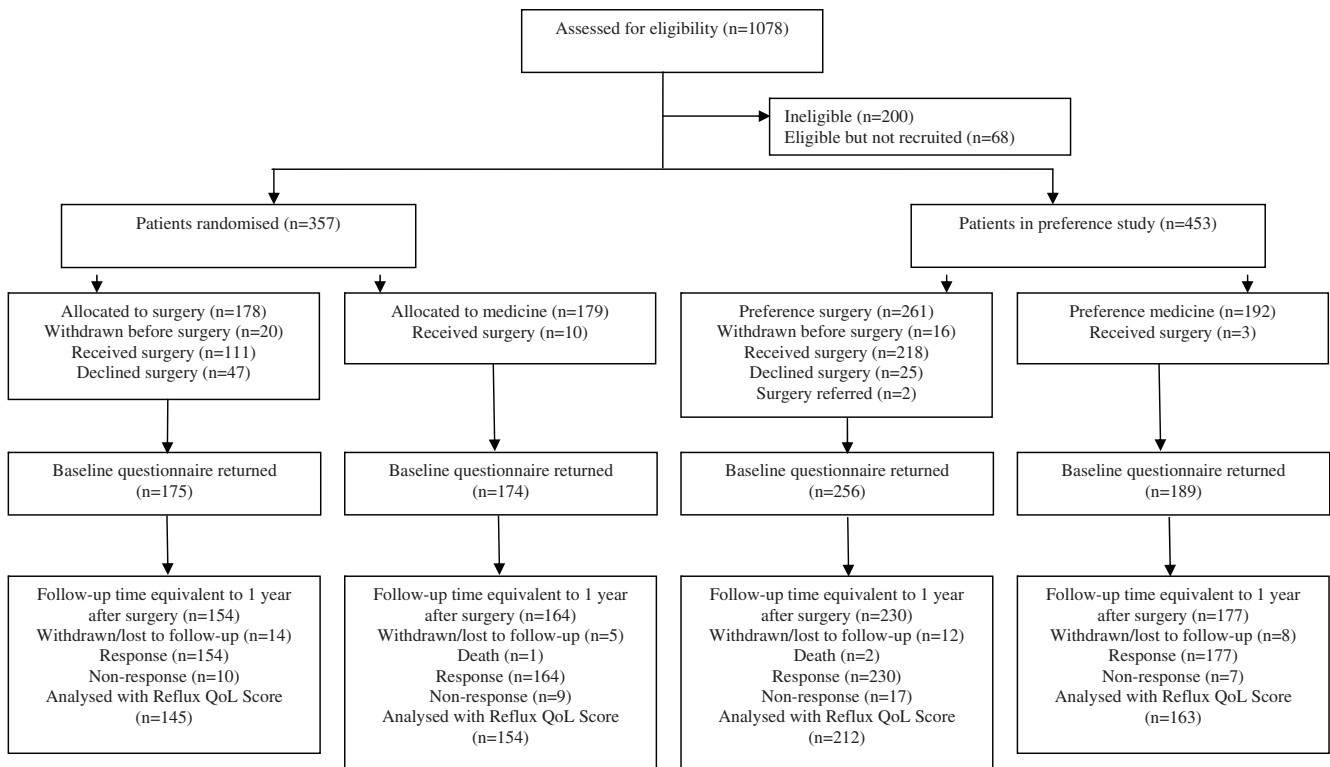 Assessed for eligibility (n=1078)
Ineligible (n=200)
Eligible but not recruited (n=68)
Patients randomised (n=357)
Patients in preference study (n=453)
Allocated to surgery (n=178)
Withdrawn before surgery (n=20)
Received surgery (n=111)
Declined surgery (n=47)
Allocated to medicine (n=179)
Received surgery (n=10)
Preference surgery (n=261)
Withdrawn before surgery (n=16)
Received surgery (n=218)
Declined surgery (n=25)
Surgery referred (n=2)
Preference medicine (n=192)
Received surgery (n=3)
Baseline questionnaire returned
(n=175)
Baseline questionnaire returned
(n=174)
Baseline questionnaire returned
(n=256)
Baseline questionnaire returned
(n=189)
Follow-up time equivalent to 1 year
after surgery (n=154)
Withdrawn/lost to follow-up (n=14)
Response (n=154)
Non-response (n=10)
Analysed with Reflux QoL Score
(n=145)
Follow-up time equivalent to 1 year
after surgery (n=164)
Withdrawn/lost to follow-up (n=5)
Death (n=1)
Response (n=164)
Non-response (n=9)
Analysed with Reflux QoL Score
(n=154)
Follow-up time equivalent to 1 year
after surgery (n=230)
Withdrawn/lost to follow-up (n=12)
Death (n=2)
Response (n=230)
Non-response (n=17)
Analysed with Reflux QoL Score
(n=212)
Follow-up time equivalent to 1 year
after surgery (n=177)
Withdrawn/lost to follow-up (n=8)
Response (n=177)
Non-response (n=7)
Analysed with Reflux QoL Score
(n=163)